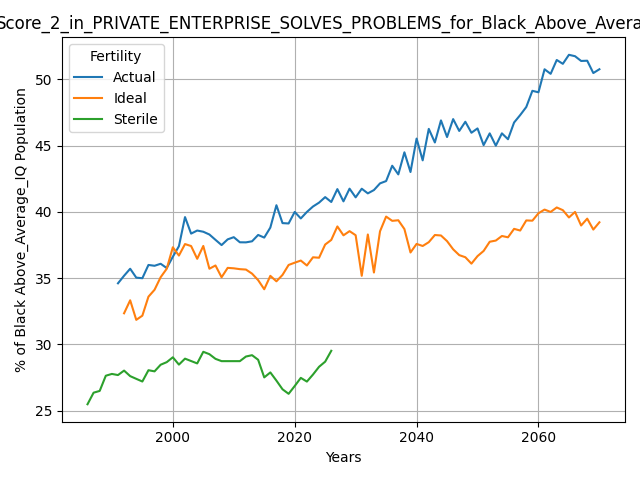 Score_2_in_PRIVATE_ENTERPRISE_SOLVES_PROBLEMS_for_Black_Above_Avera
Fertility
Actual
Ideal
Sterile
% of Black Above_Average_IQ Population
50
45
40
35
30
25
2000 2020 2040 2060
Years